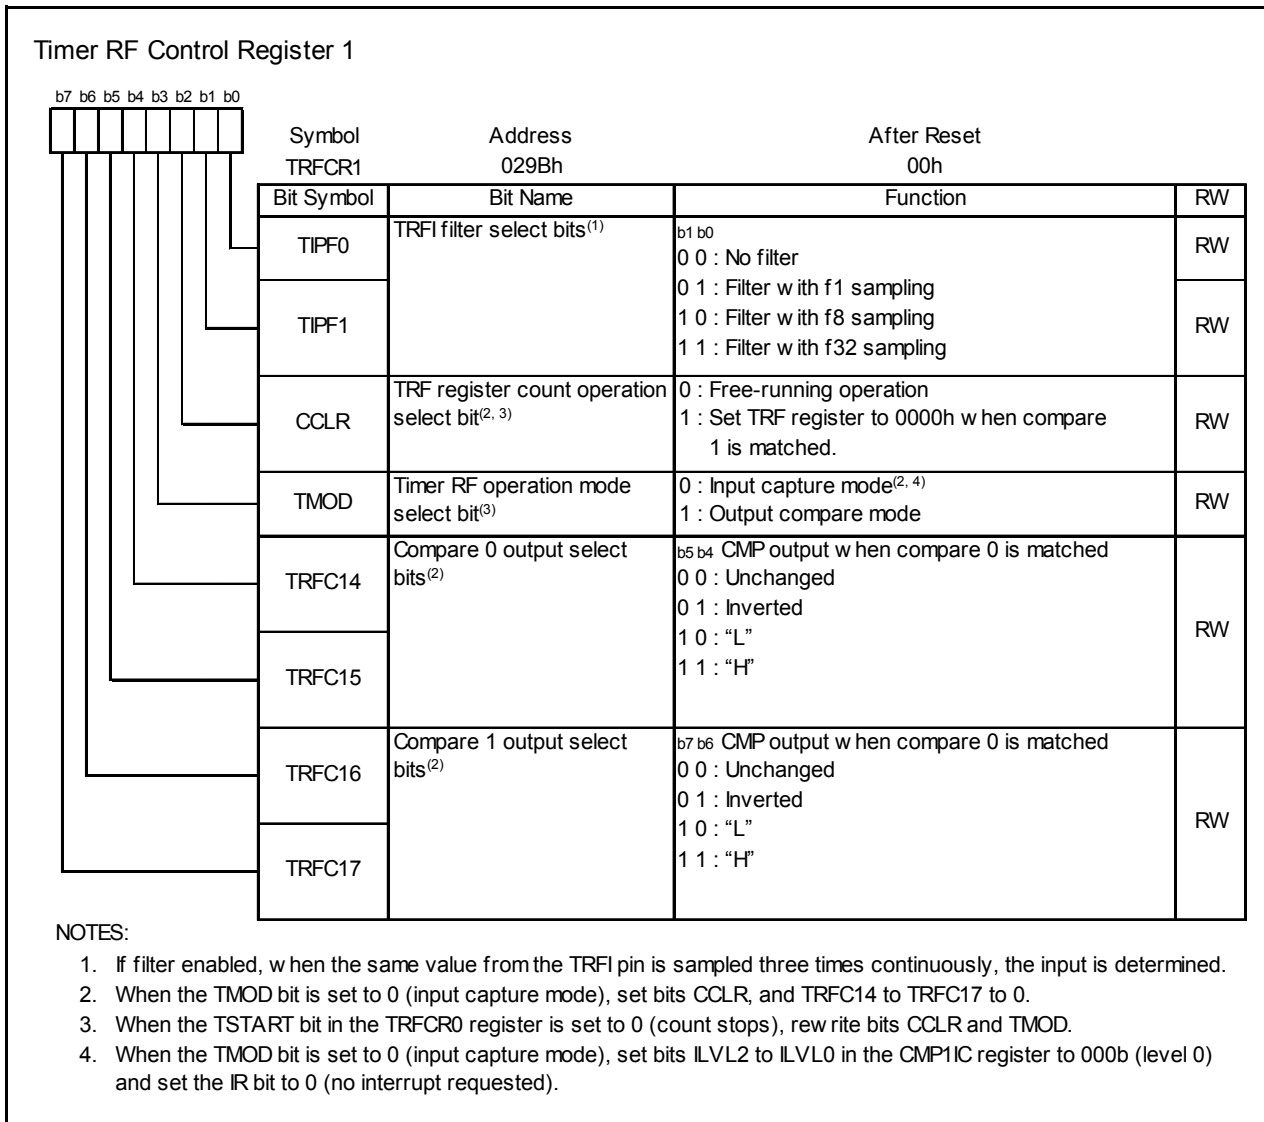 Timer RF Control Register 1
b7 b6 b5 b4 b3 b2 b1 b0
Symbol Address After Reset
TRFCR1 029Bh 00h
Bit Symbol Bit Name Function RW
TIPF0 TRFI filter select bits(1) b1 b0 RW
0 0 : No filter
TIPF1 0 1 : Filter with f1 sampling RW
1 0 : Filter with f8 sampling
1 1 : Filter with f32 sampling
CCLR TRF register count operation 0 : Free-running operation RW
select bit(2, 3) 1 : Set TRF register to 0000h when compare
1 is matched.
TMOD Timer RF operation mode 0 : Input capture mode(2, 4) RW
select bit(3) 1 : Output compare mode
TRFC14 Compare 0 output select b5 b4 CMP output when compare 0 is matched RW
bits(2) 0 0 : Unchanged
0 1 : Inverted
1 0 : “L”
TRFC15 1 1 : “H”
TRFC16 Compare 1 output select b7 b6 CMP output when compare 0 is matched RW
bits(2) 0 0 : Unchanged
0 1 : Inverted
1 0 : “L”
TRFC17 1 1 : “H”
NOTES:
1. If filter enabled, when the same value from the TRFI pin is sampled three times continuously, the input is determined.
2. When the TMOD bit is set to 0 (input capture mode), set bits CCLR, and TRFC14 to TRFC17 to 0.
3. When the TSTART bit in the TRFCR0 register is set to 0 (count stops), rewrite bits CCLR and TMOD.
4. When the TMOD bit is set to 0 (input capture mode), set bits ILVL2 to ILVL0 in the CMP1IC register to 000b (level 0)
and set the IR bit to 0 (no interrupt requested).